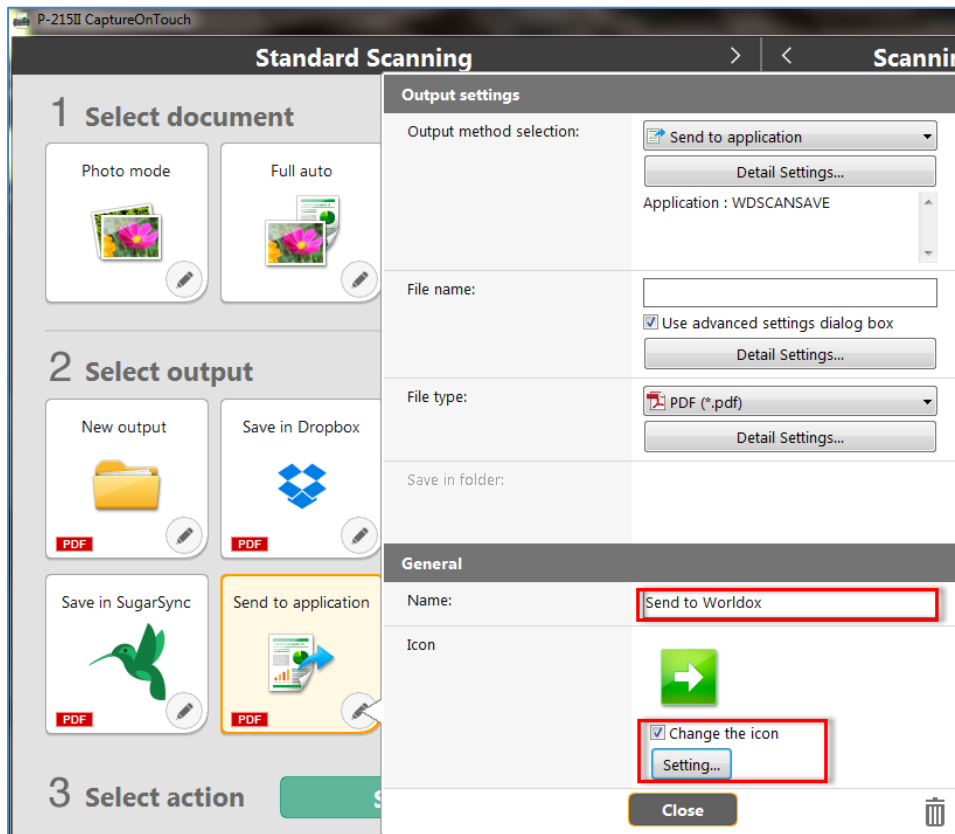 P-215II CaptureOnTouch
Standard Scanning
1 Select document
Photo mode
Full auto
2 Select output
New output
PDF
Save in Dropbox
PDF
Save in SugarSync
PDF
Send to application
PDF
3 Select action
Output settings
Output method selection:
Send to application
Detail Settings...
Application : WDSCANSAVE
File name:
Use advanced settings dialog box
Detail Settings...
File type:
PDF (*.pdf)
Detail Settings...
Save in folder:
General
Name:
Send to Worldox
Icon
Change the icon
Setting...
Close